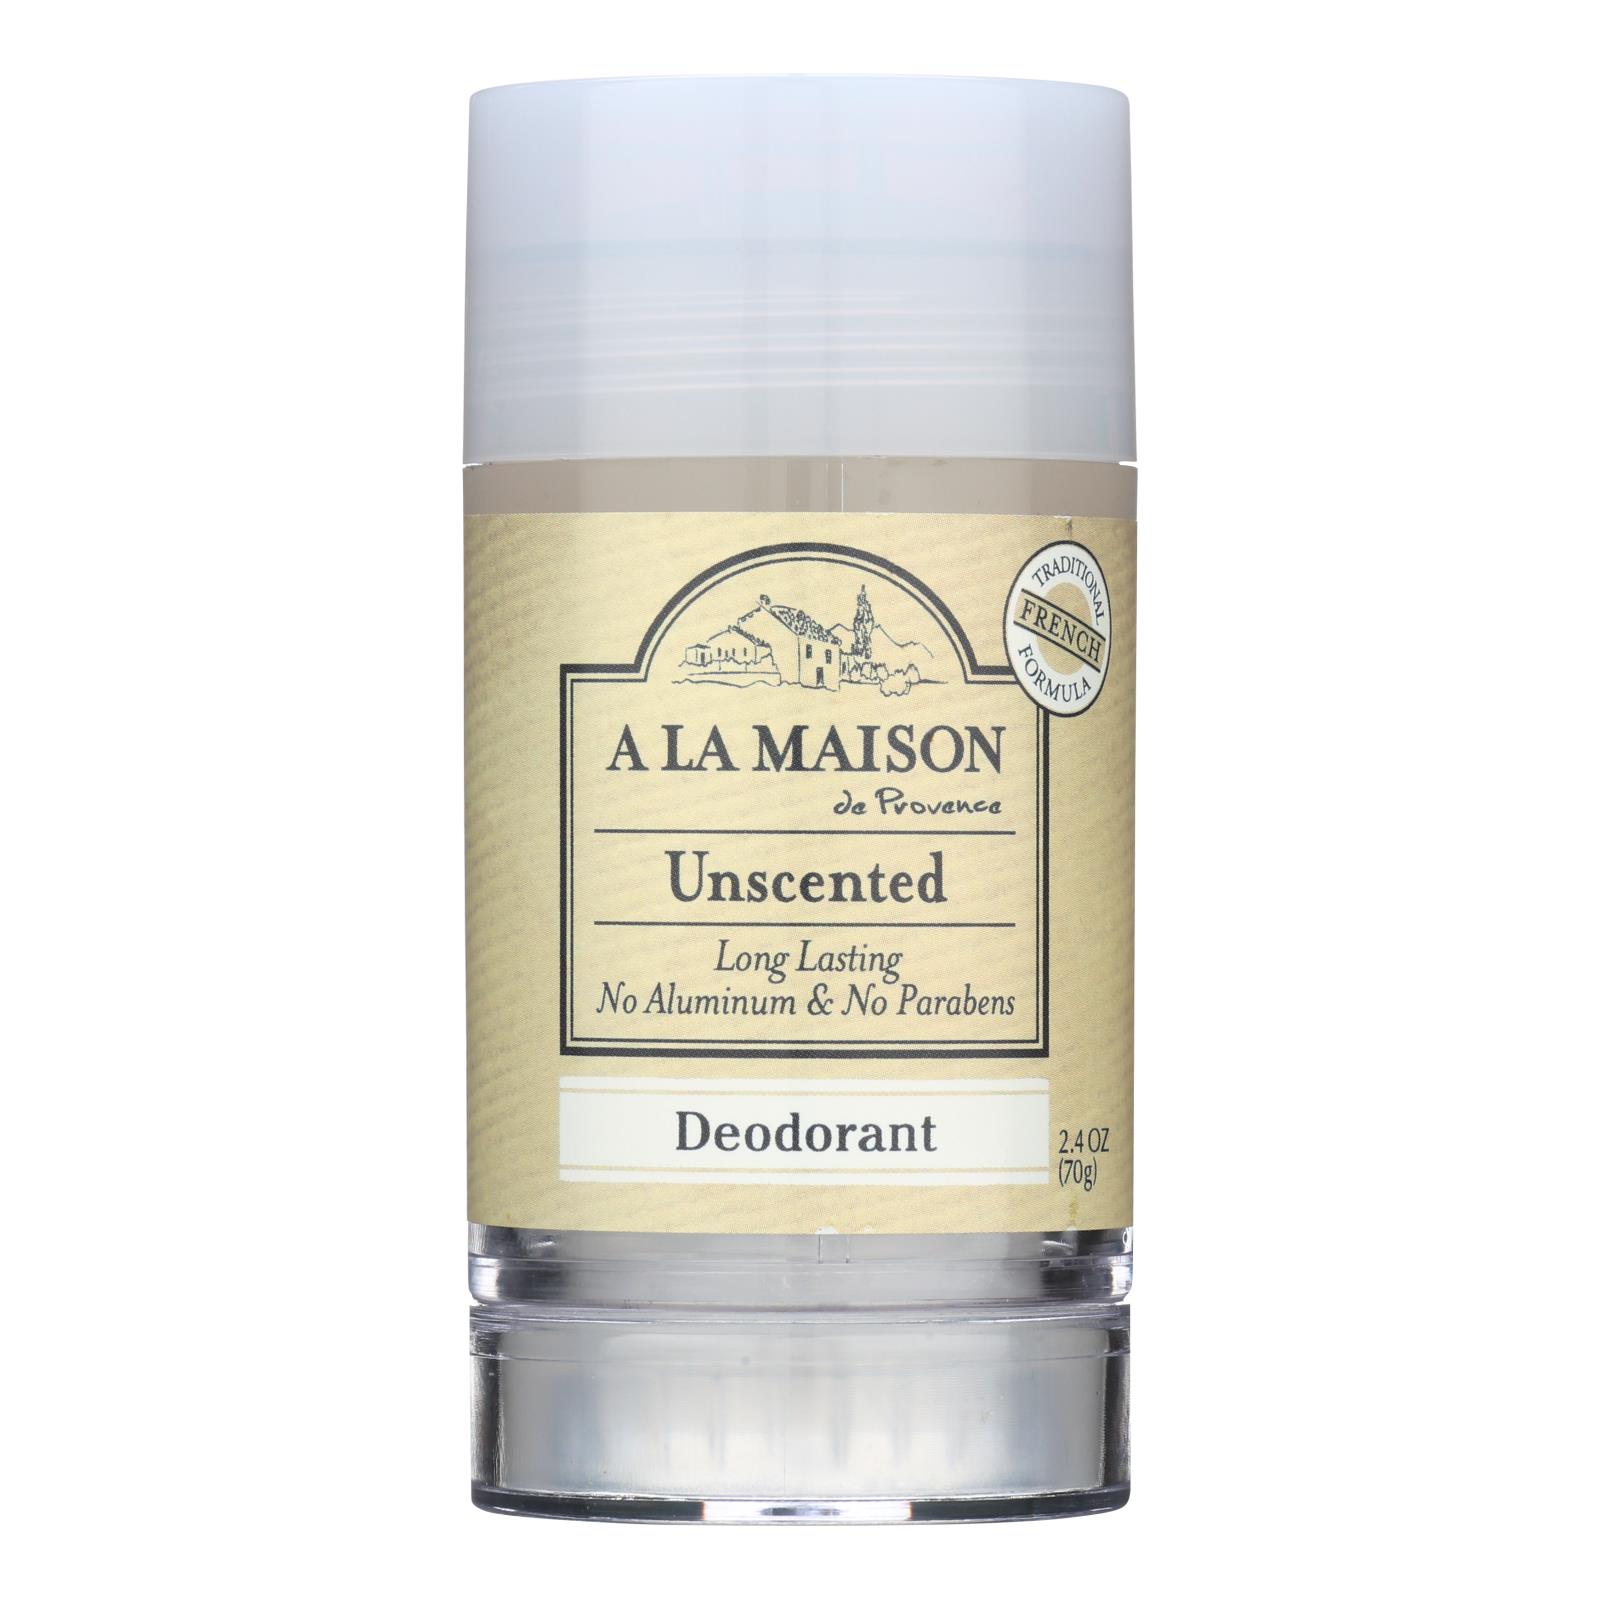 TRADITIONAL
FRENCH
FORMULA
A LA MAISON
de Provence
Unscented
Long Lasting
No Aluminum & No Parabens
Deodorant
2.4 OZ
(70g)